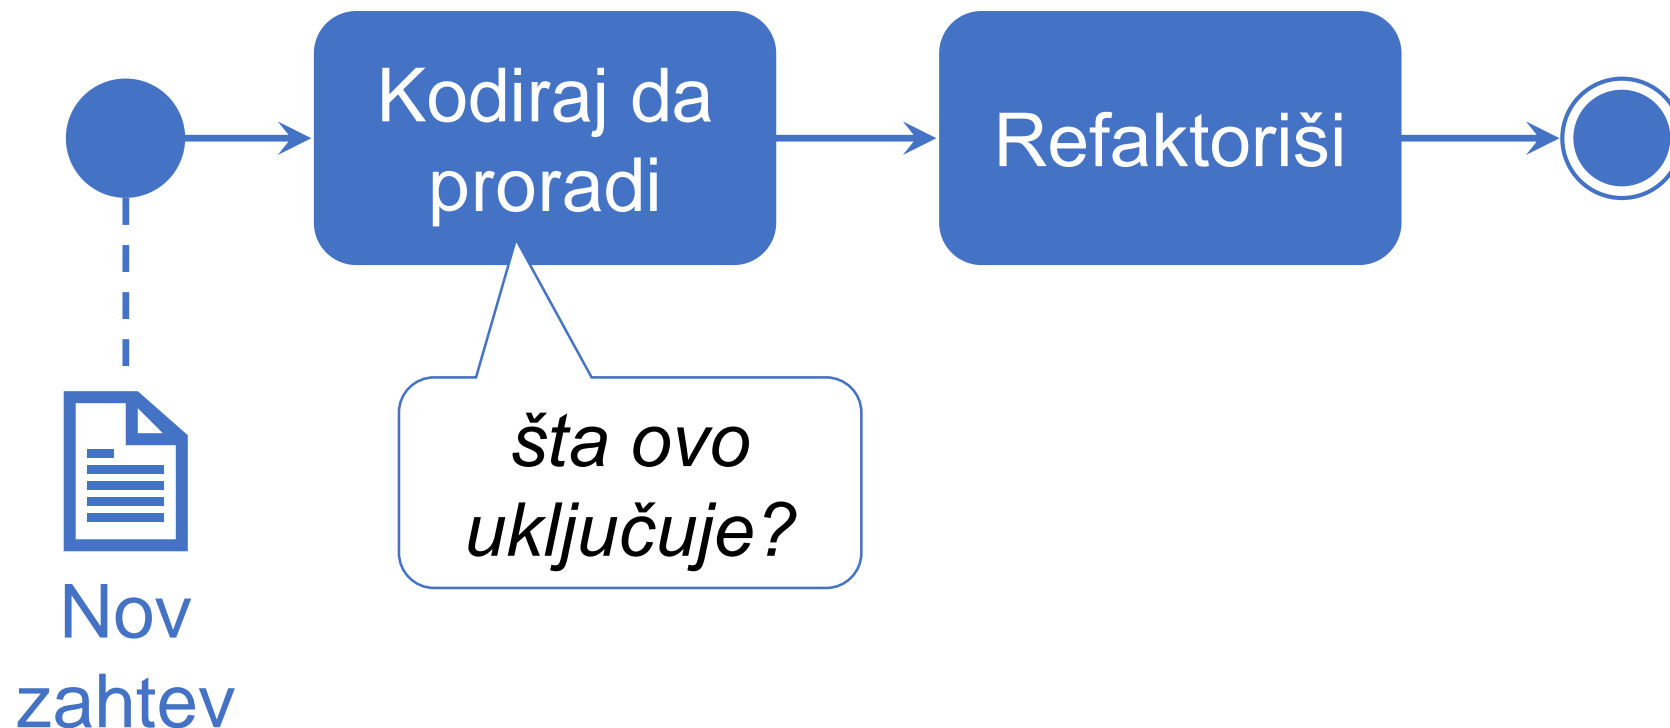 Kodiraj da
proradi
Refaktoriši
šta ovo
uključuje?
Nov
zahtev